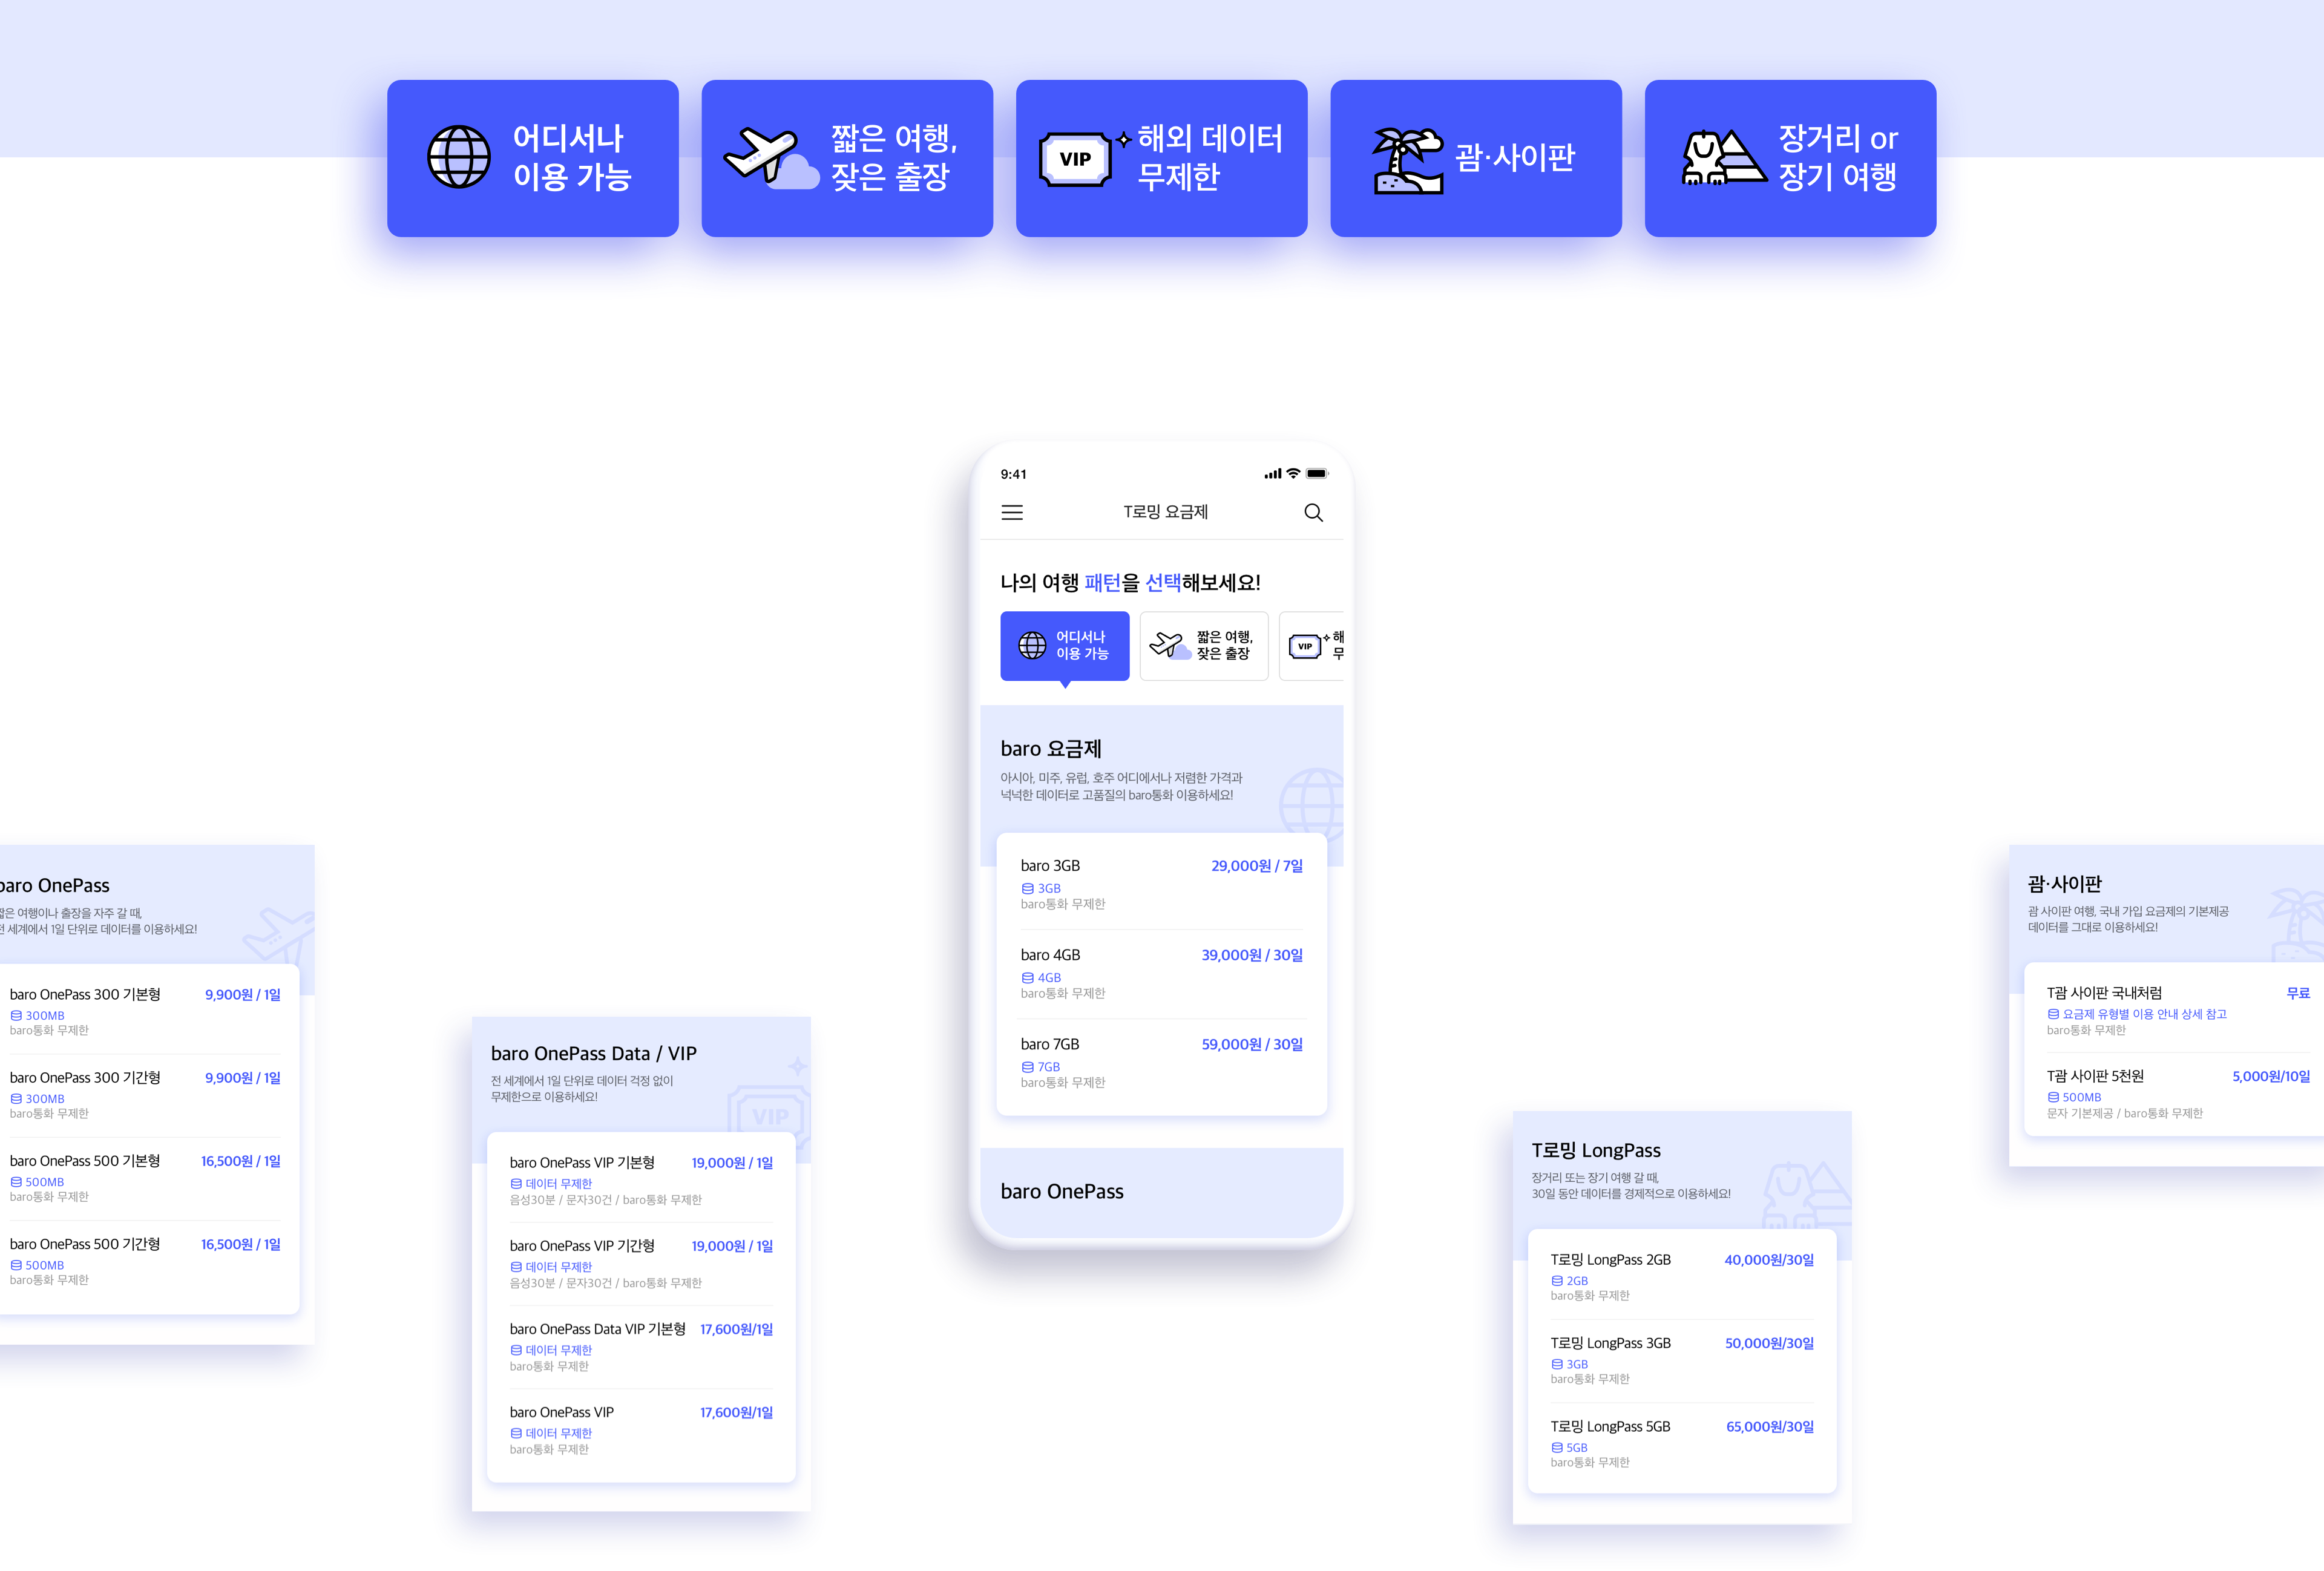 어디서나
이용 가능
짧은 여행,
잦은 출장
VIP
해외 데이터
무제한
괌·사이판
장거리 or
장기 여행
9:41
T로밍 요금제
나의 여행 패턴을 선택해보세요!
어디서나
이용 가능
짧은 여행,
잦은 출장
VIP
baro 요금제
아시아, 미주, 유럽, 호주 어디에서나 저렴한 가격과
넉넉한 데이터로 고품질의 baro통화 이용하세요!
baro 3GB 29,000원 / 7일
3GB
baro통화 무제한
baro 4GB 39,000원 / 30일
4GB
baro통화 무제한
baro 7GB 59,000원 / 30일
7GB
baro통화 무제한
baro OnePass
baro OnePass
짧은 여행이나 출장을 자주 갈 때,
전 세계에서 1일 단위로 데이터를 이용하세요!
baro OnePass 300 기본형 9,900원 / 1일
300MB
baro통화 무제한
baro OnePass 300 기간형 9,900원 / 1일
300MB
baro통화 무제한
baro OnePass 500 기본형 16,500원 / 1일
500MB
baro통화 무제한
baro OnePass 500 기간형 16,500원 / 1일
500MB
baro통화 무제한
baro OnePass Data / VIP
전 세계에서 1일 단위로 데이터 걱정 없이
무제한으로 이용하세요!
VIP
baro OnePass VIP 기본형 19,000원 / 1일
데이터 무제한
음성30분 / 문자30건 / baro통화 무제한
baro OnePass VIP 기간형 19,000원 / 1일
데이터 무제한
음성30분 / 문자30건 / baro통화 무제한
baro OnePass Data VIP 기본형 17,600원/1일
데이터 무제한
baro통화 무제한
baro OnePass VIP 17,600원/1일
데이터 무제한
baro통화 무제한
T로밍 LongPass
장거리 또는 장기 여행 갈 때,
30일 동안 데이터를 경제적으로 이용하세요!
T로밍 LongPass 2GB 40,000원/30일
2GB
baro통화 무제한
T로밍 LongPass 3GB 50,000원/30일
3GB
baro통화 무제한
T로밍 LongPass 5GB 65,000원/30일
5GB
baro통화 무제한
괌·사이판
괌 사이판 여행, 국내 가입 요금제의 기본제공
데이터를 그대로 이용하세요!
T괌 사이판 국내처럼 무료
요금제 유형별 이용 안내 상세 참고
baro통화 무제한
T괌 사이판 5천원 5,000원/10일
500MB
문자 기본제공 / baro통화 무제한